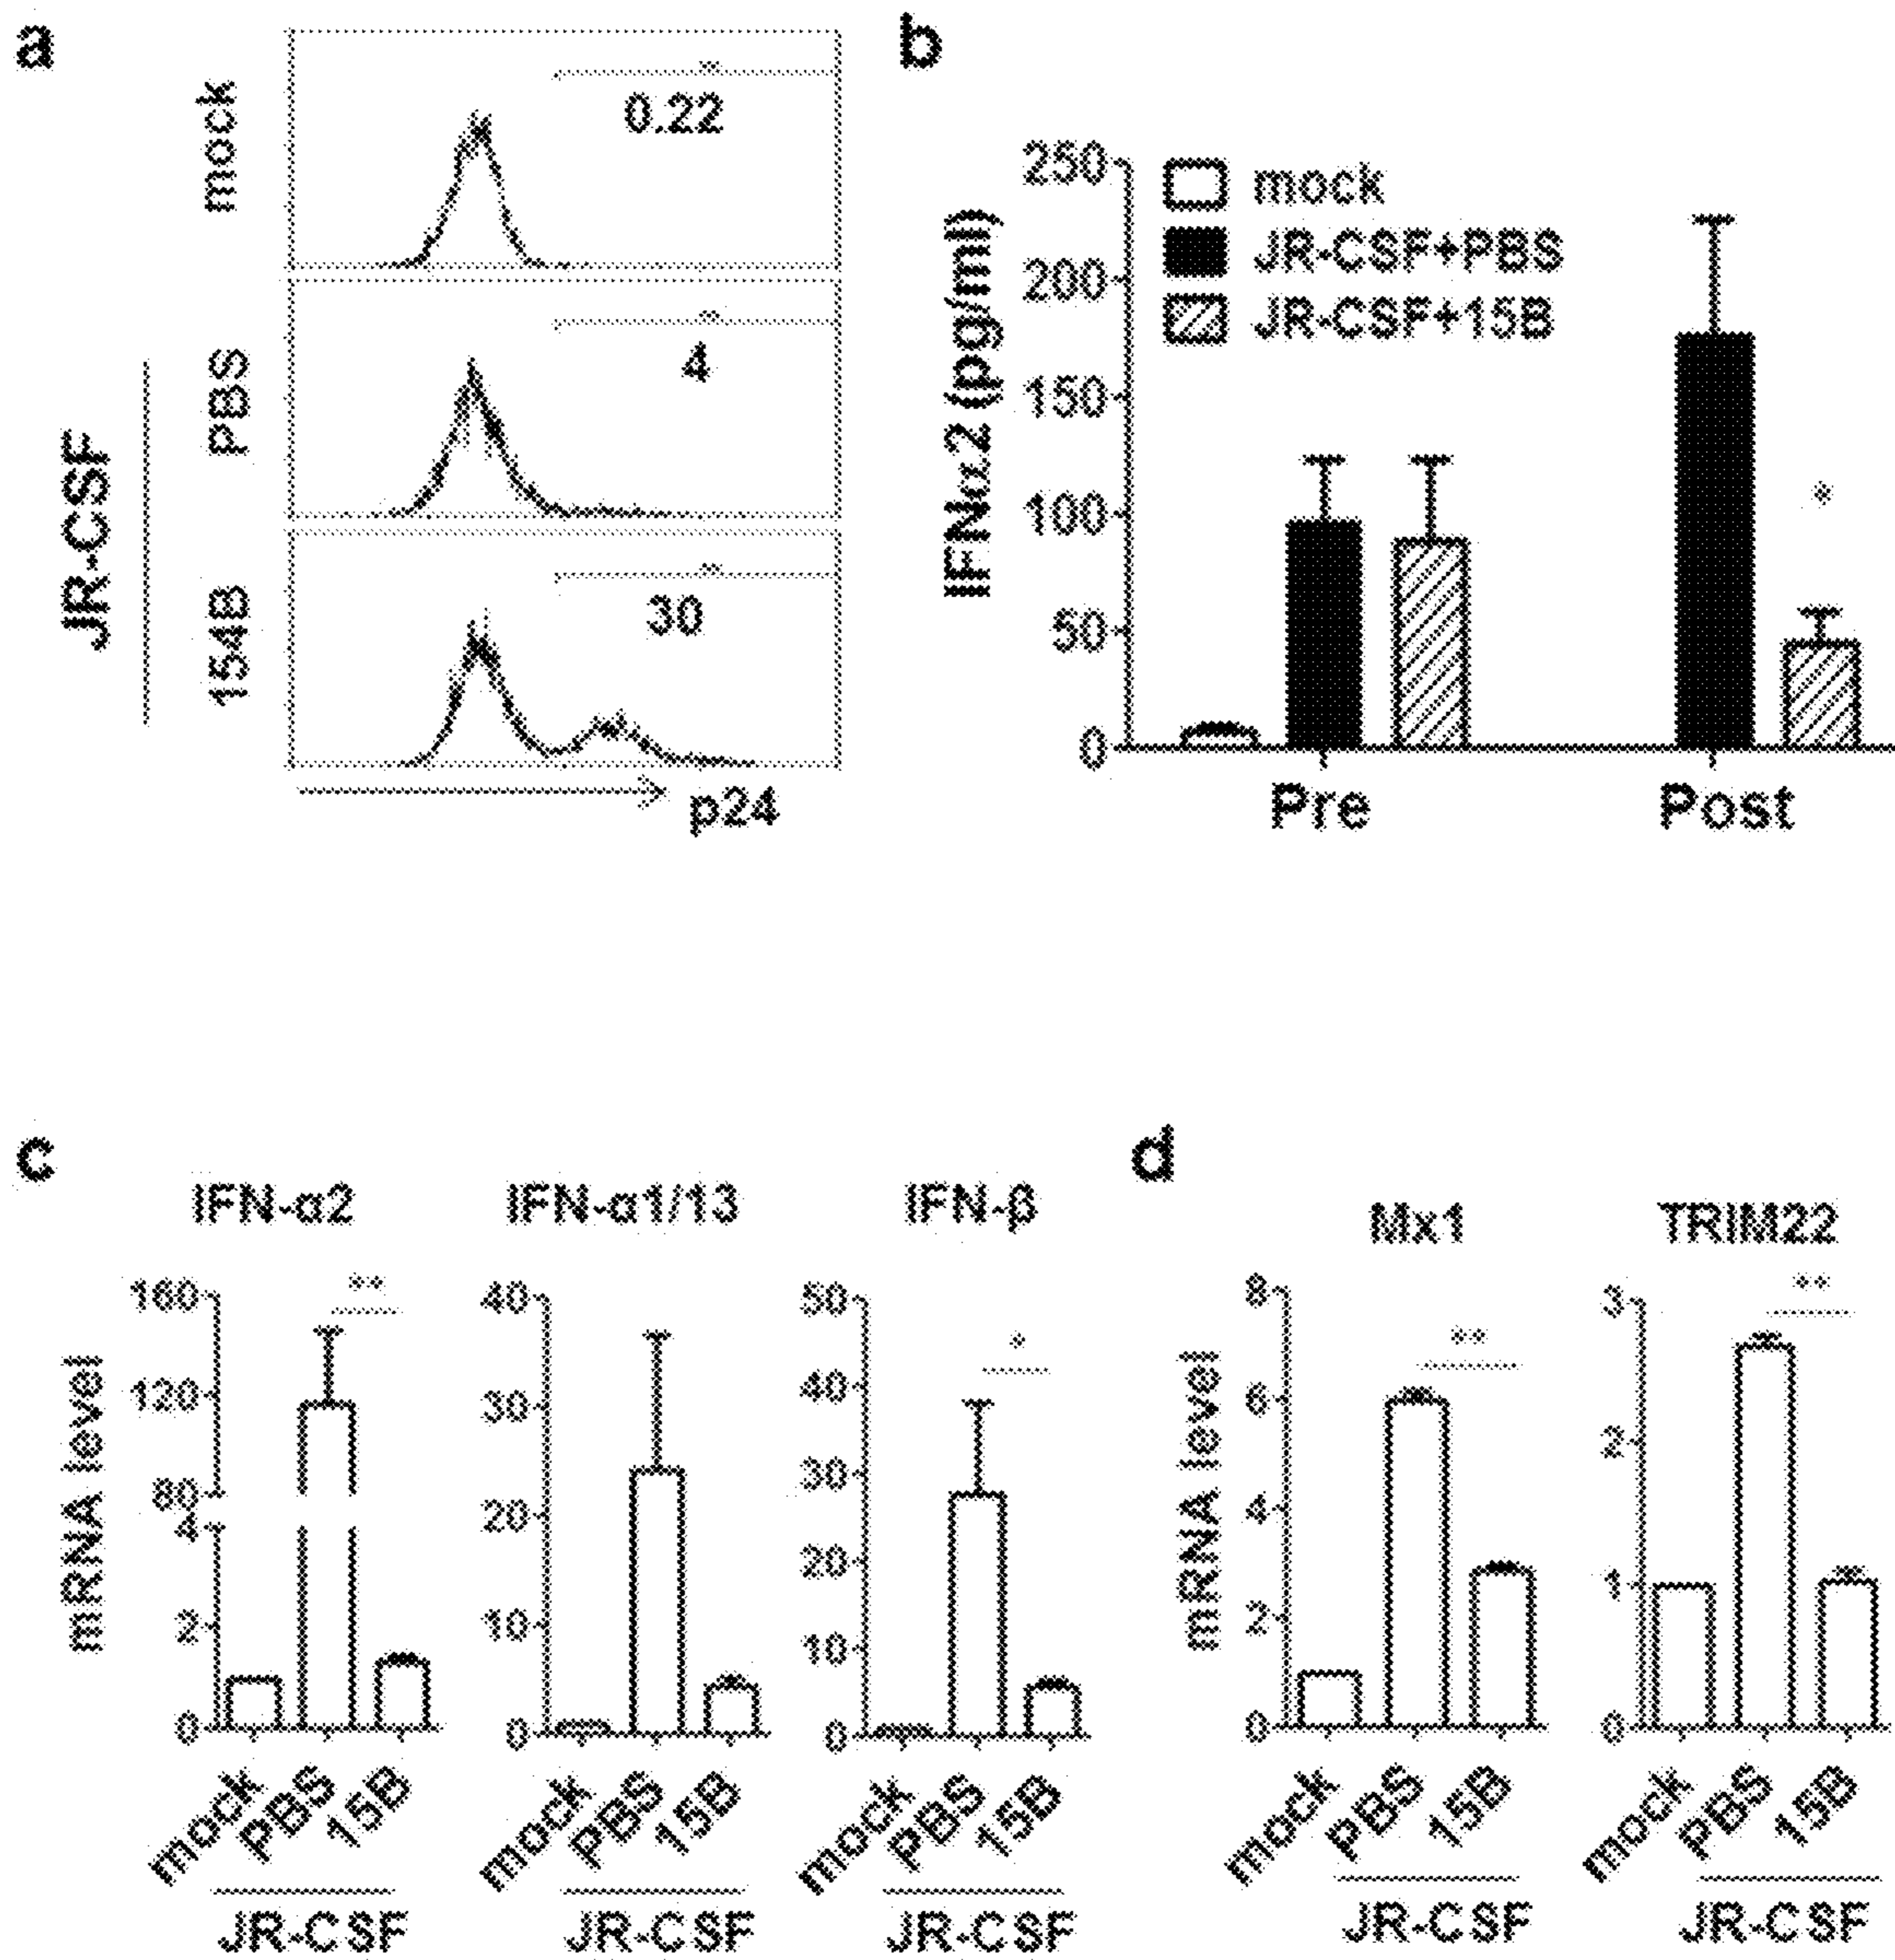 a
mock
0.22
JR-CSF
PBS
4
154B
30
p24
b
IFNα2 (pg/ml)
250
200
150
100
50
0
mock
JR-CSF+PBS
JR-CSF+15B
*
Pre
Post
c
mRNA level
IFN-α2
160
120
80
4
2
0
**
mock
PBS
15B
JR-CSF
IFN-α1/13
40
30
20
10
0
mock
PBS
15B
JR-CSF
IFN-β
50
40
30
20
10
0
*
mock
PBS
15B
JR-CSF
d
mRNA level
Mx1
8
6
4
2
0
**
mock
PBS
15B
JR-CSF
TRIM22
3
2
1
0
**
mock
PBS
15B
JR-CSF